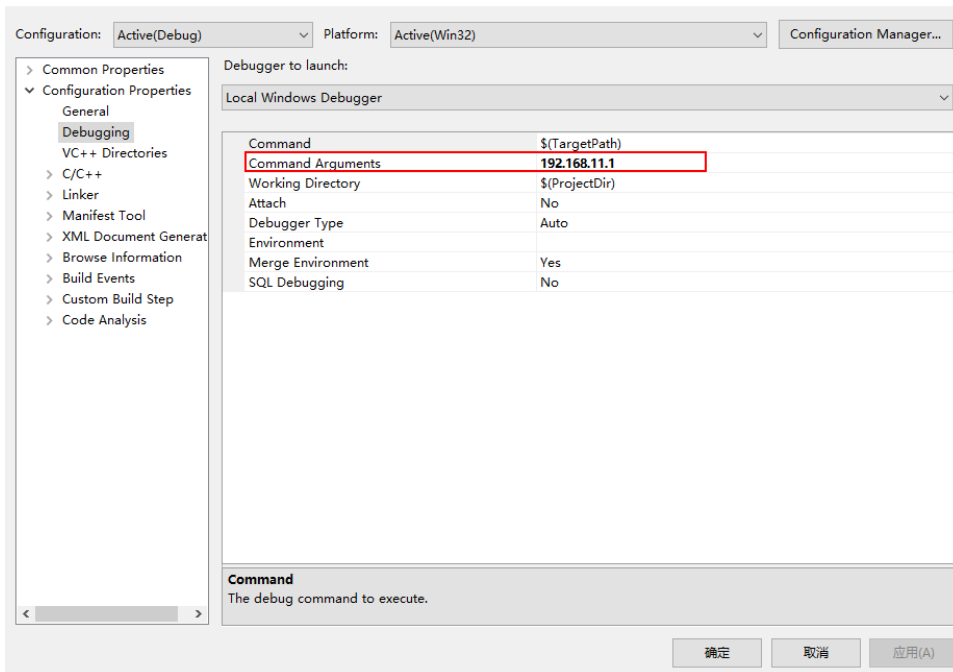 Configuration: Active(Debug) Platform: Active(Win32) Configuration Manager...
Common Properties
Configuration Properties
General
Debugging
VC++ Directories
C/C++
Linker
Manifest Tool
XML Document Generat
Browse Information
Build Events
Custom Build Step
Code Analysis
Debugger to launch:
Local Windows Debugger
Command $(TargetPath)
Command Arguments 192.168.11.1
Working Directory $(ProjectDir)
Attach No
Debugger Type Auto
Environment
Merge Environment Yes
SQL Debugging No
Command
The debug command to execute.
确定 取消 应用(A)